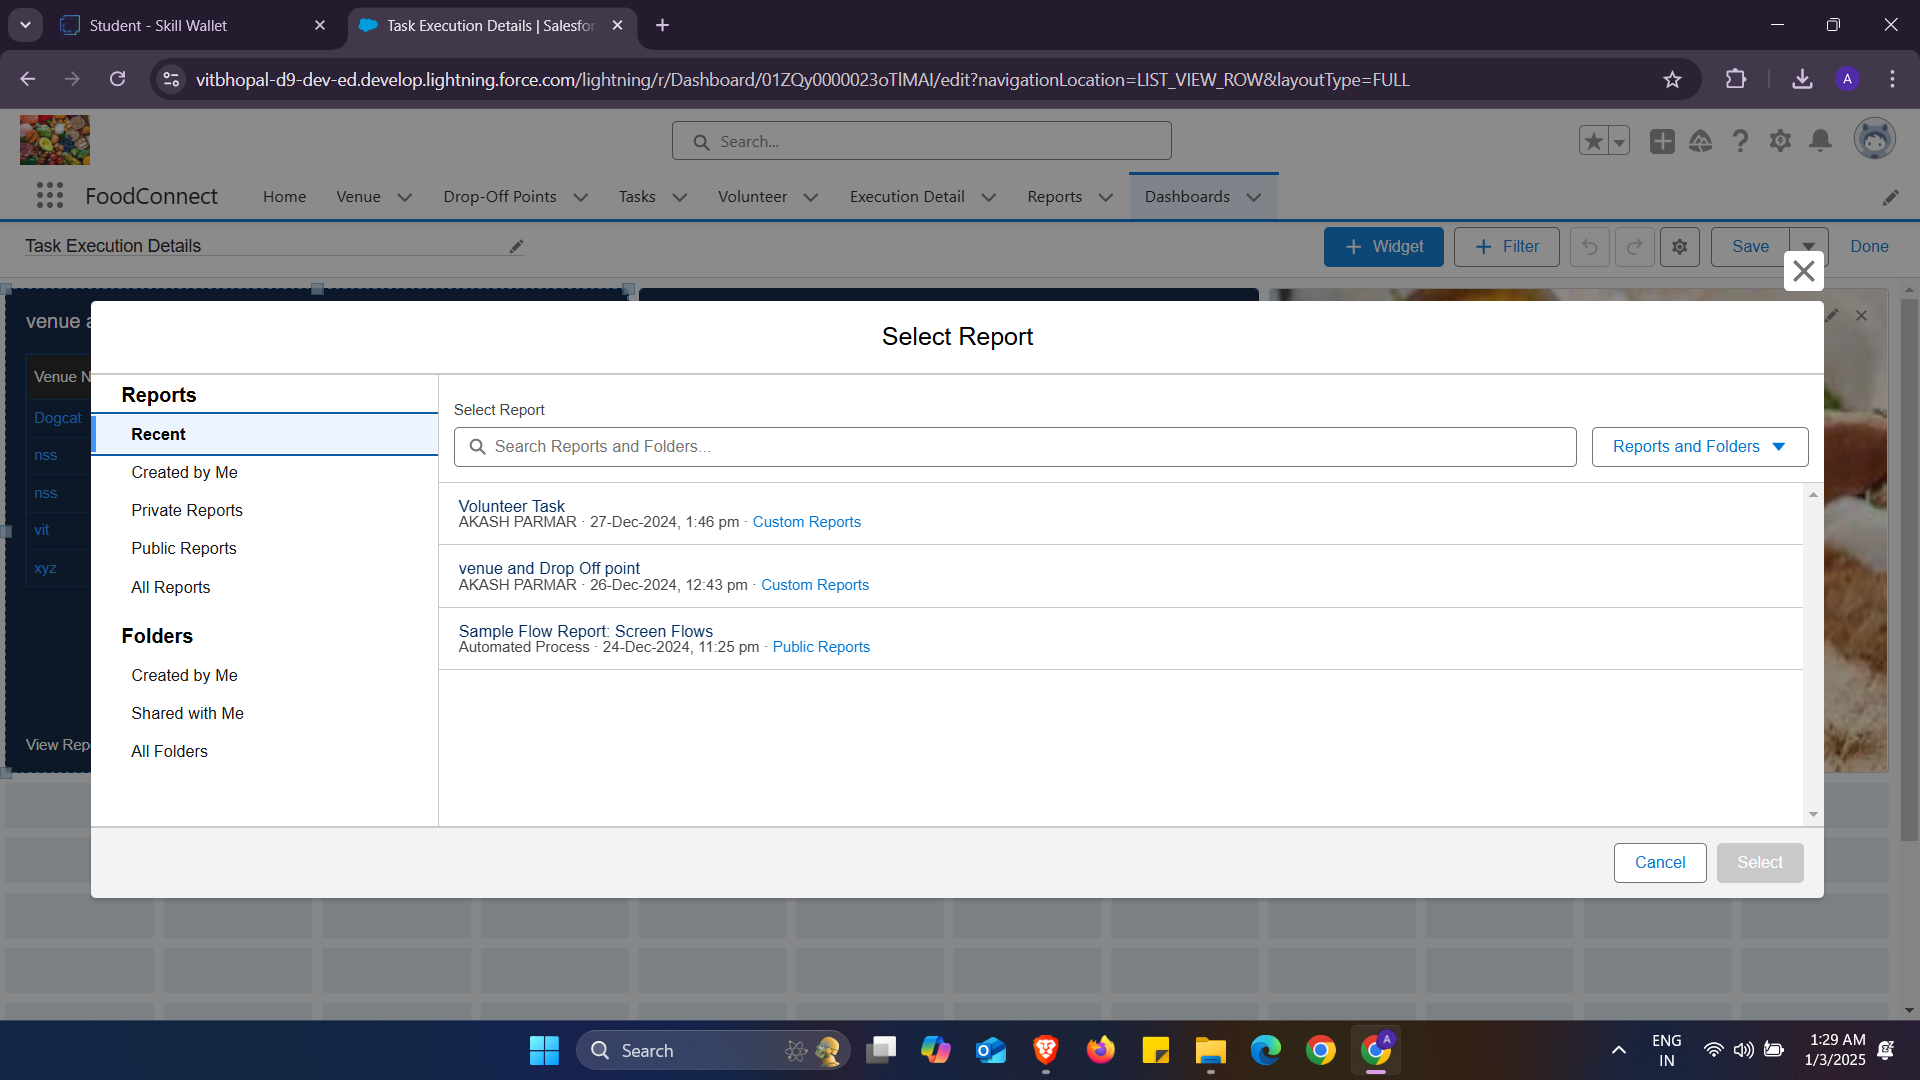 Student - Skill Wallet
Task Execution Details | Salesfor
vitbhopal-d9-dev-ed.develop.lightning.force.com/lightning/r/Dashboard/01ZQy0000023oTlMAI/edit?navigationLocation=LIST_VIEW_ROW&layoutType=FULL
A
Search...
FoodConnect
Home
Venue
Drop-Off Points
Tasks
Volunteer
Execution Detail
Reports
Dashboards
Task Execution Details
+ Widget
+ Filter
Save
Done
venue a
Venue N
Dogcat
nss
nss
vit
xyz
View Repo
Select Report
Reports
Recent
Created by Me
Private Reports
Public Reports
All Reports
Folders
Created by Me
Shared with Me
All Folders
Select Report
Search Reports and Folders...
Reports and Folders
Volunteer Task
AKASH PARMAR · 27-Dec-2024, 1:46 pm · Custom Reports
venue and Drop Off point
AKASH PARMAR · 26-Dec-2024, 12:43 pm · Custom Reports
Sample Flow Report: Screen Flows
Automated Process · 24-Dec-2024, 11:25 pm · Public Reports
Cancel
Select
Search
A
ENG
IN
1:29 AM
1/3/2025